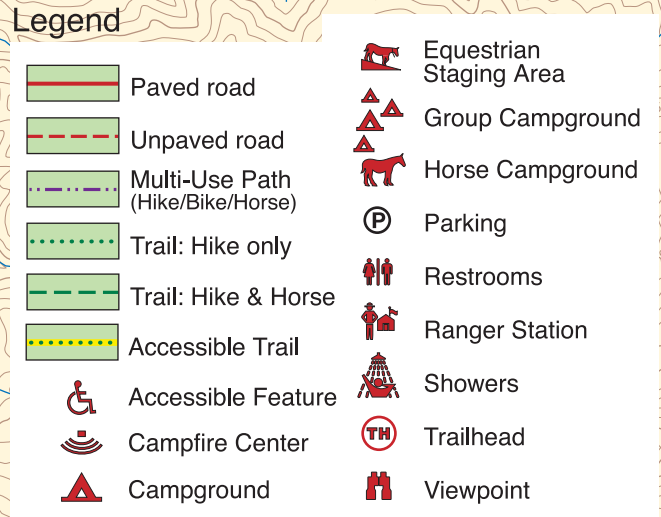 Legend
Paved road
Unpaved road
Multi-Use Path
(Hike/Bike/Horse)
Trail: Hike only
Trail: Hike & Horse
Accessible Trail
Accessible Feature
Campfire Center
Campground
Equestrian
Staging Area
Group Campground
Horse Campground
P Parking
Restrooms
Ranger Station
Showers
TH Trailhead
Viewpoint